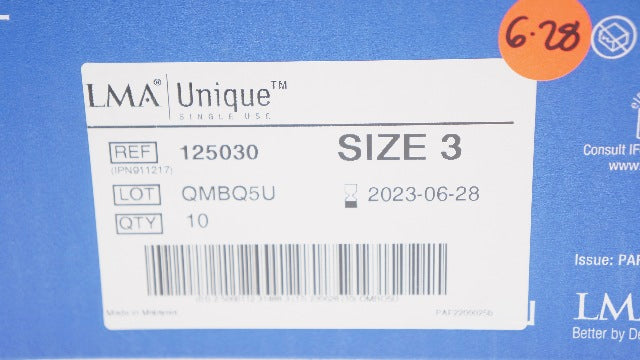 6·28
LMA® Unique™
SINGLE USE
REF 125030 SIZE 3
(IPN911217)
LOT QMBQ5U 2023-06-28
QTY 10
Made in Malaysia
Consult IF
www.
Issue: PAF
LMA
Better by De